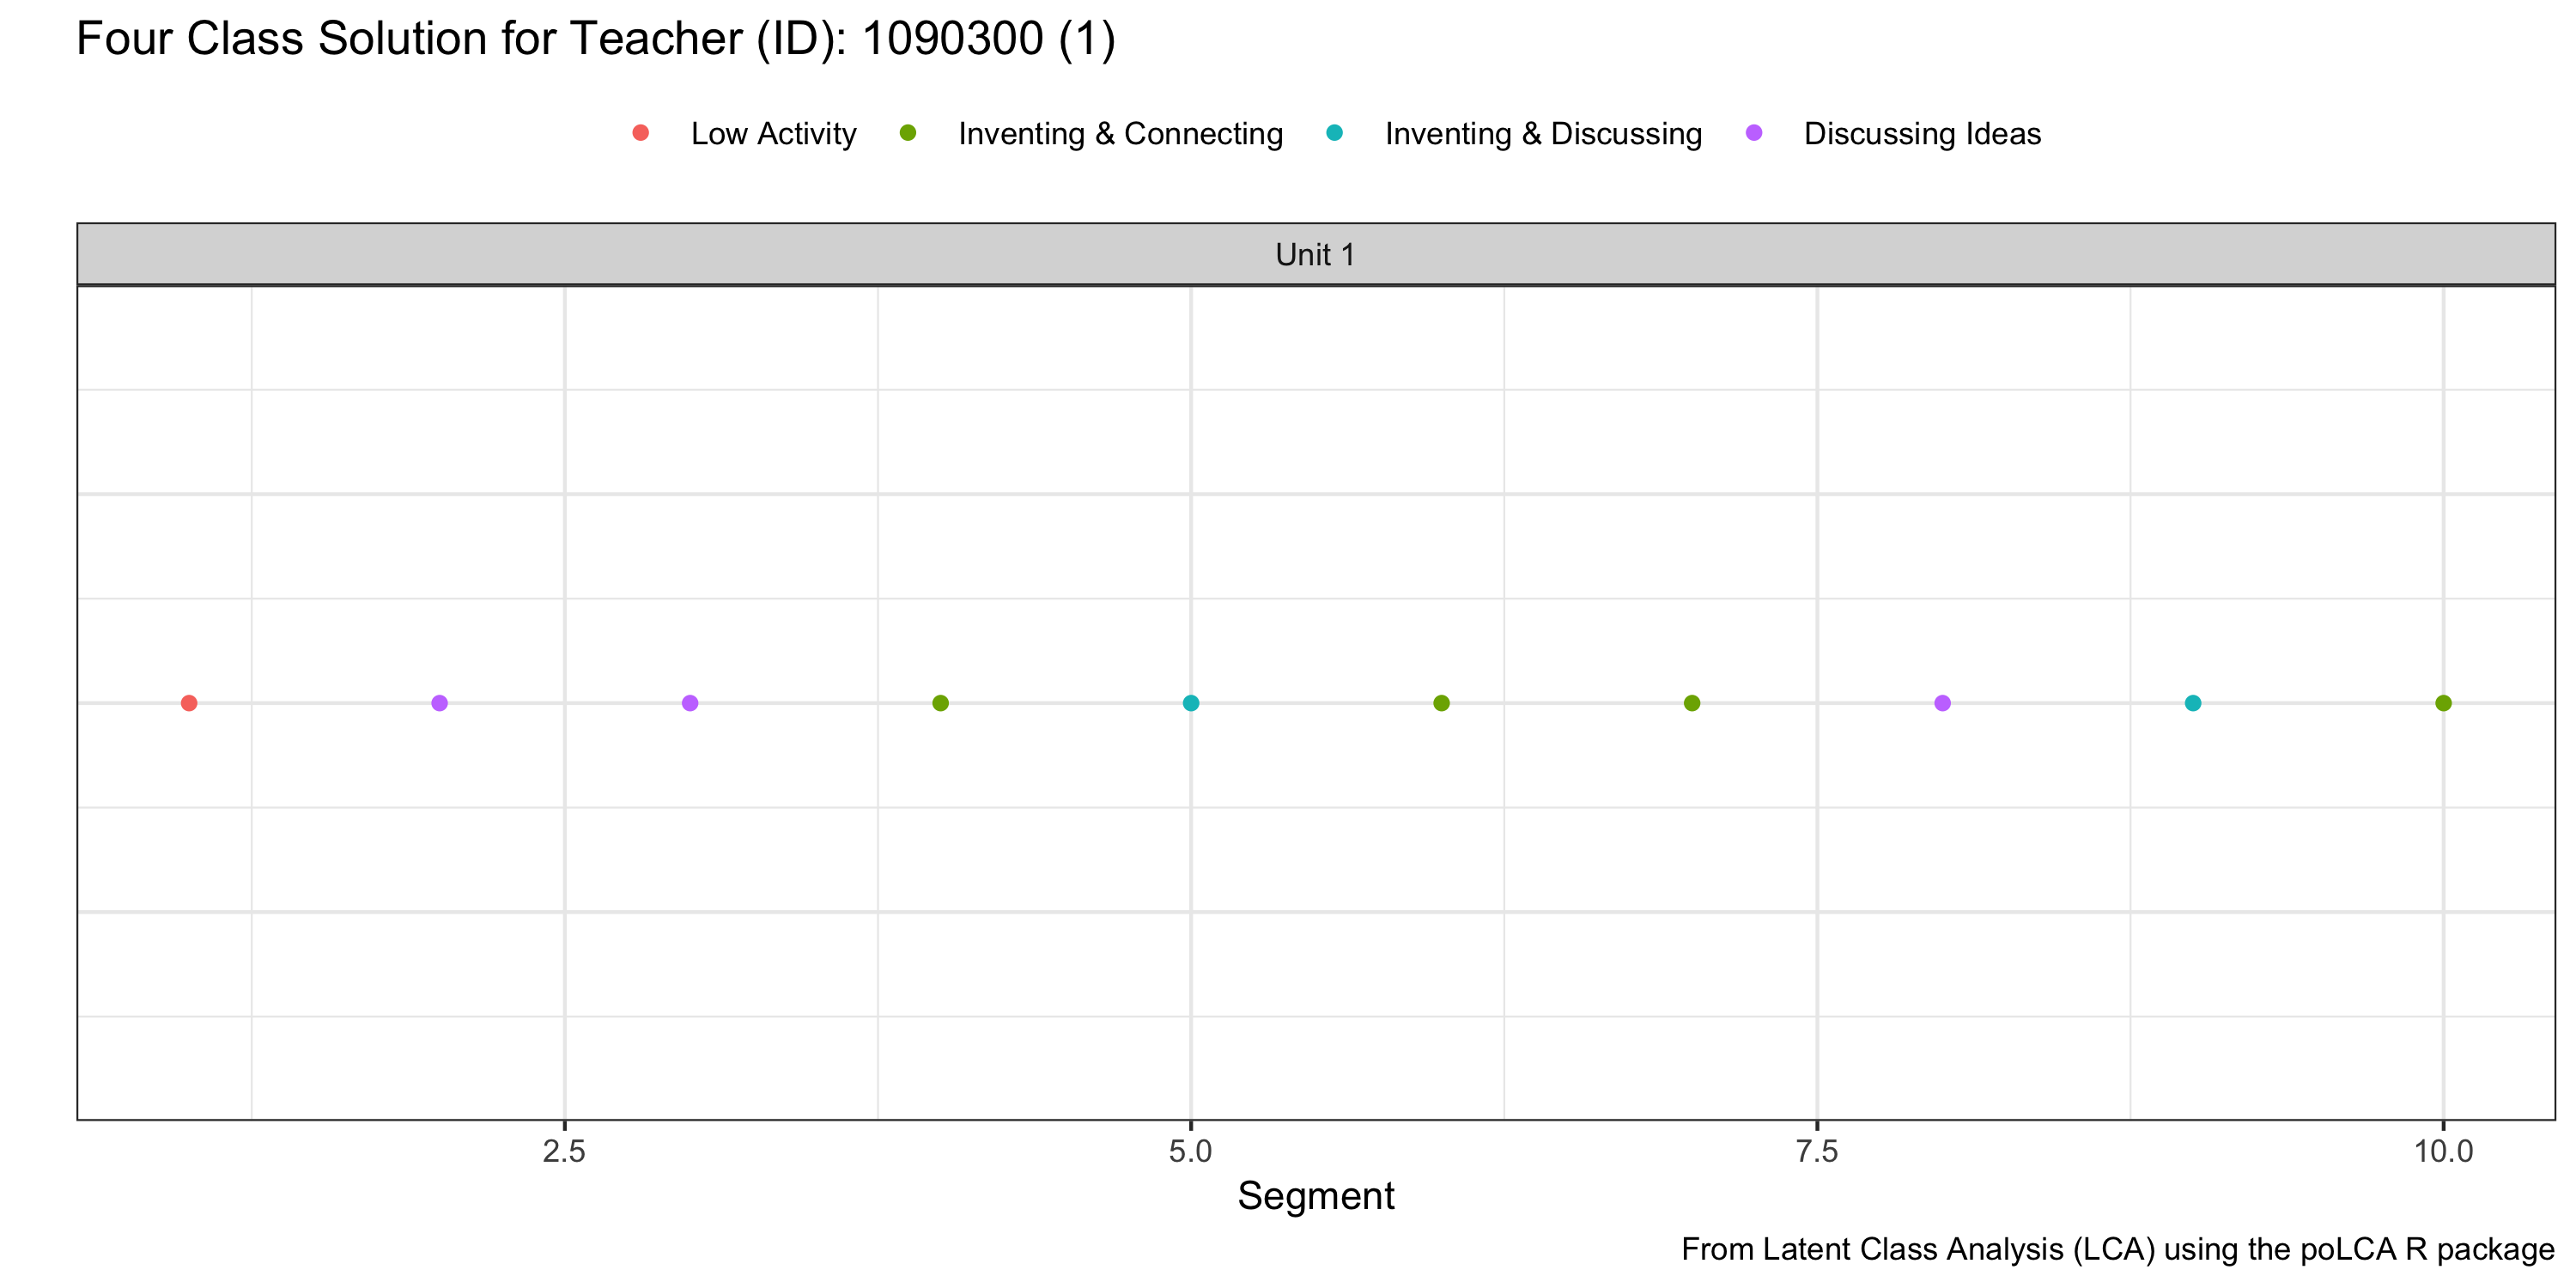 Four Class Solution for Teacher (ID): 1090300 (1)
Low Activity Inventing & Connecting Inventing & Discussing Discussing Ideas
Unit 1
2.5 5.0 7.5 10.0
Segment
From Latent Class Analysis (LCA) using the poLCA R package